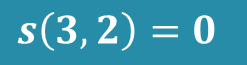 s(3, 2) = 0